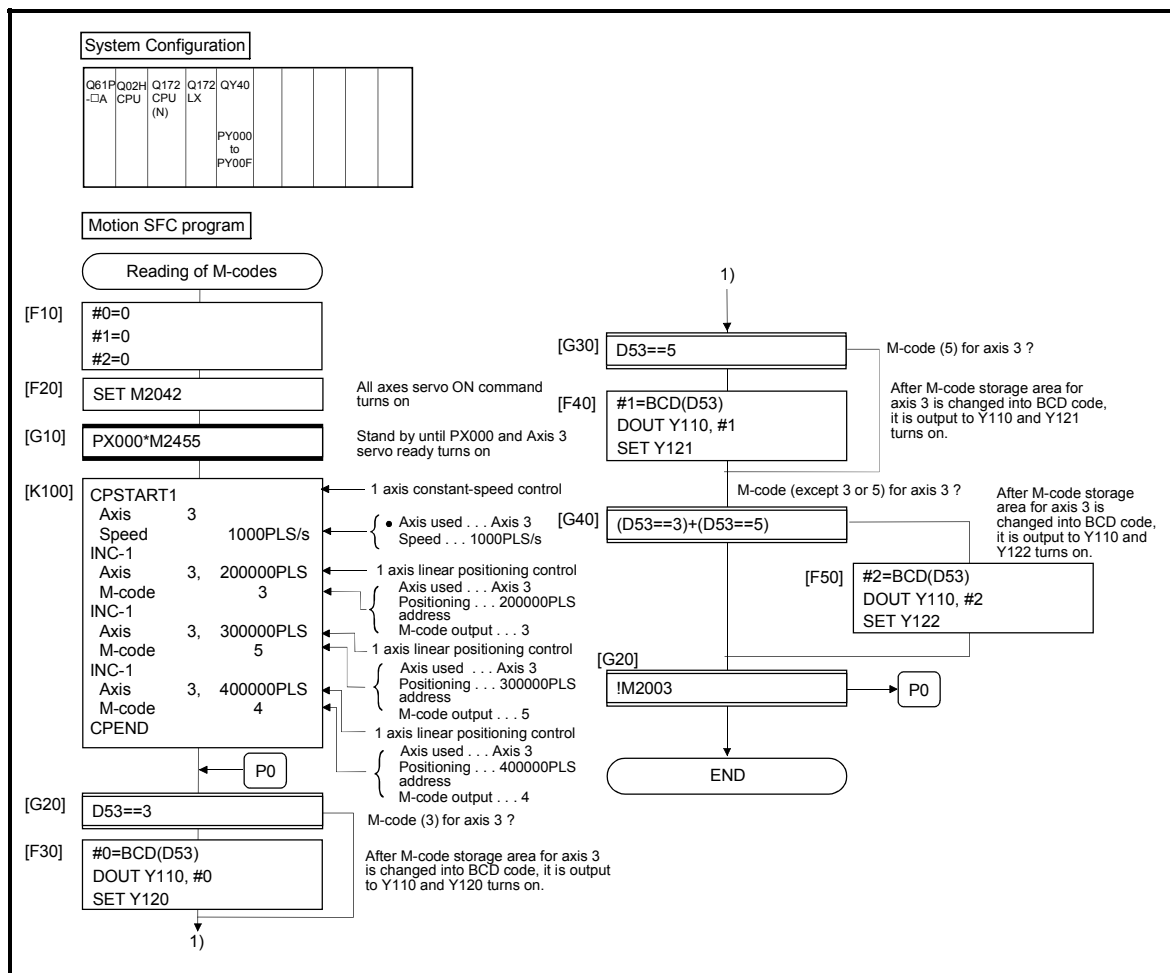 System Configuration
Q61P
-□A
Q02H
CPU
Q172
CPU
(N)
Q172
LX
QY40
PY000
to
PY00F
Motion SFC program
Reading of M-codes
[F10]
#0=0
#1=0
#2=0
[F20]
SET M2042
All axes servo ON command
turns on
[G10]
PX000*M2455
Stand by until PX000 and Axis 3
servo ready turns on
[K100]
CPSTART1
Axis 3
Speed 1000PLS/s
INC-1
Axis 3, 200000PLS
M-code 3
INC-1
Axis 3, 300000PLS
M-code 5
INC-1
Axis 3, 400000PLS
M-code 4
CPEND
1 axis constant-speed control
• Axis used . . . Axis 3
Speed . . . 1000PLS/s
1 axis linear positioning control
Axis used . . . Axis 3
Positioning . . . 200000PLS
address
M-code output . . . 3
1 axis linear positioning control
Axis used . . . Axis 3
Positioning . . . 300000PLS
address
M-code output . . . 5
1 axis linear positioning control
Axis used . . . Axis 3
Positioning . . . 400000PLS
address
M-code output . . . 4
P0
[G20]
D53==3
M-code (3) for axis 3 ?
[F30]
#0=BCD(D53)
DOUT Y110, #0
SET Y120
After M-code storage area for axis 3
is changed into BCD code, it is output
to Y110 and Y120 turns on.
1)
1)
[G30]
D53==5
M-code (5) for axis 3 ?
[F40]
#1=BCD(D53)
DOUT Y110, #1
SET Y121
After M-code storage area for
axis 3 is changed into BCD code,
it is output to Y110 and Y121
turns on.
M-code (except 3 or 5) for axis 3 ?
[G40]
(D53==3)+(D53==5)
After M-code storage
area for axis 3 is
changed into BCD code,
it is output to Y110 and
Y122 turns on.
[F50]
#2=BCD(D53)
DOUT Y110, #2
SET Y122
[G20]
!M2003
P0
END